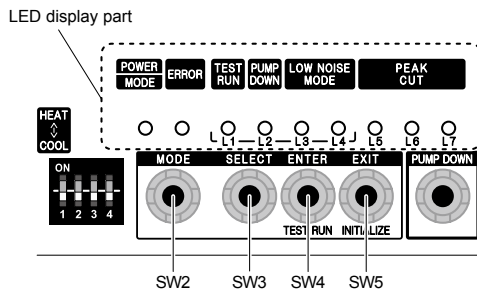 LED display part
POWER
MODE
ERROR
TEST
RUN
PUMP
DOWN
LOW NOISE
MODE
PEAK
CUT
HEAT
COOL
L1 L2 L3 L4 L5 L6 L7
ON
1 2 3 4
MODE SELECT ENTER EXIT PUMP DOWN
TEST RUN INITIALIZE
SW2 SW3 SW4 SW5